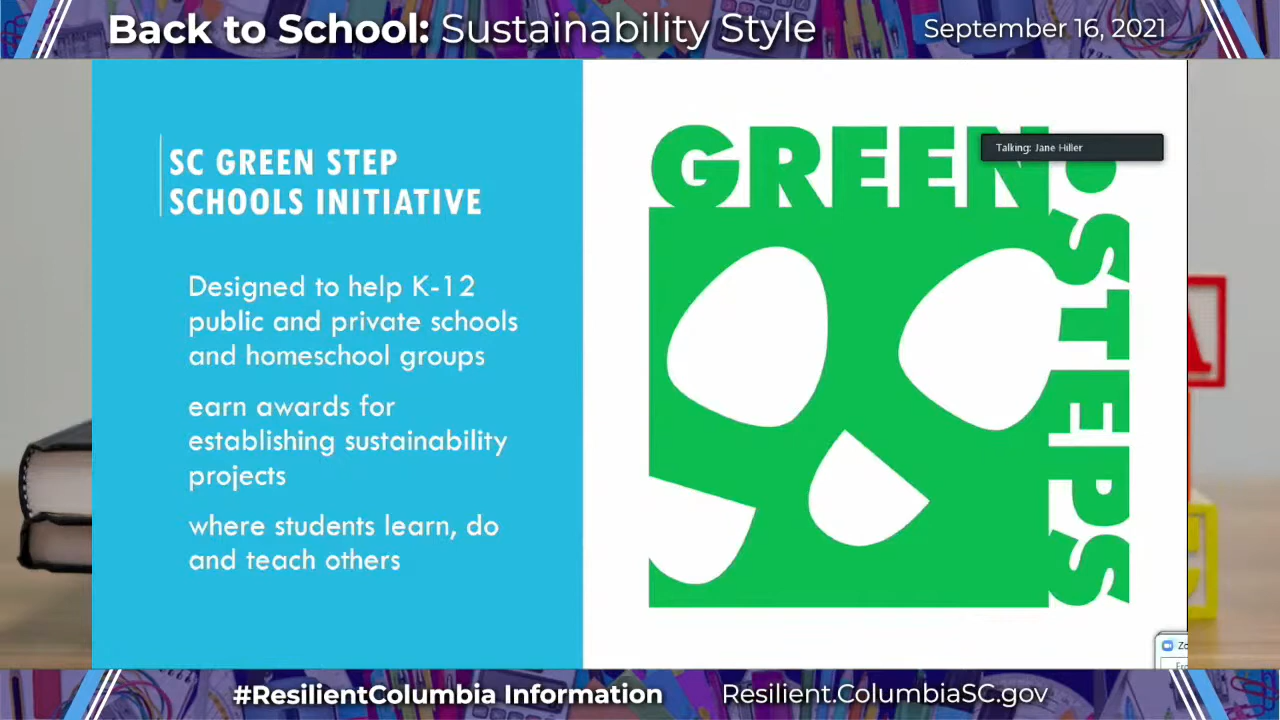 Back to School: Sustainability Style
September 16, 2021
SC GREEN STEP
SCHOOLS INITIATIVE
Designed to help K-12
public and private schools
and homeschool groups
earn awards for
establishing sustainability
projects
where students learn, do
and teach others
GREEN
STEPS
Talking: Jane Hiller
#ResilientColumbia Information
Resilient.ColumbiaSC.gov